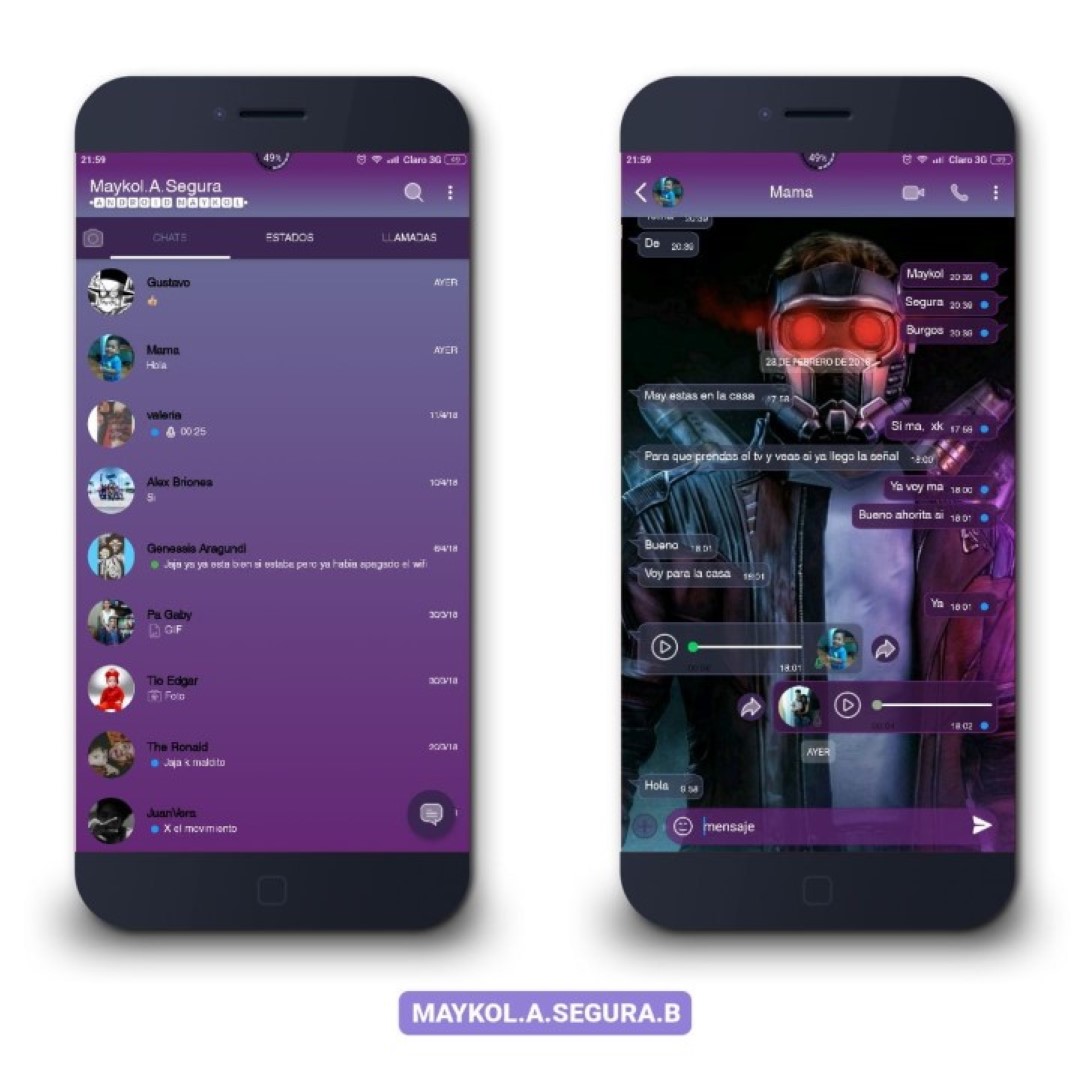 21:59
49%
Claro 3G 49
Maykol.A.Segura
•ANDROID MAYKOL•
CHATS ESTADOS LLAMADAS
Gustavo AYER
Mama AYER
Hola
valeria 11/4/18
00:25
Alex Briones 10/4/18
Si
Genessis Aragundi 6/4/18
Jaja ya ya esta bien si estaba pero ya habia apagado el wifi
Pa Gaby 30/3/18
GIF
Tio Edgar 30/3/18
Foto
The Ronald 20/3/18
Jaja k maldito
JuanVera
X el movimiento
21:59
49%
Claro 3G 49
Mama
20:39
De 20:39
Maykol 20:39
Segura 20:39
Burgos 20:39
28 DE FEBRERO DE 2018
May estas en la casa 17:58
Si ma, xk 17:59
Para que prendas el tv y veas si ya llego la señal 18:00
Ya voy ma 18:00
Bueno ahorita si 18:01
Bueno 18:01
Voy para la casa 18:01
Ya 18:01
18:01
18:02
AYER
Hola 9:58
mensaje
MAYKOL.A.SEGURA.B